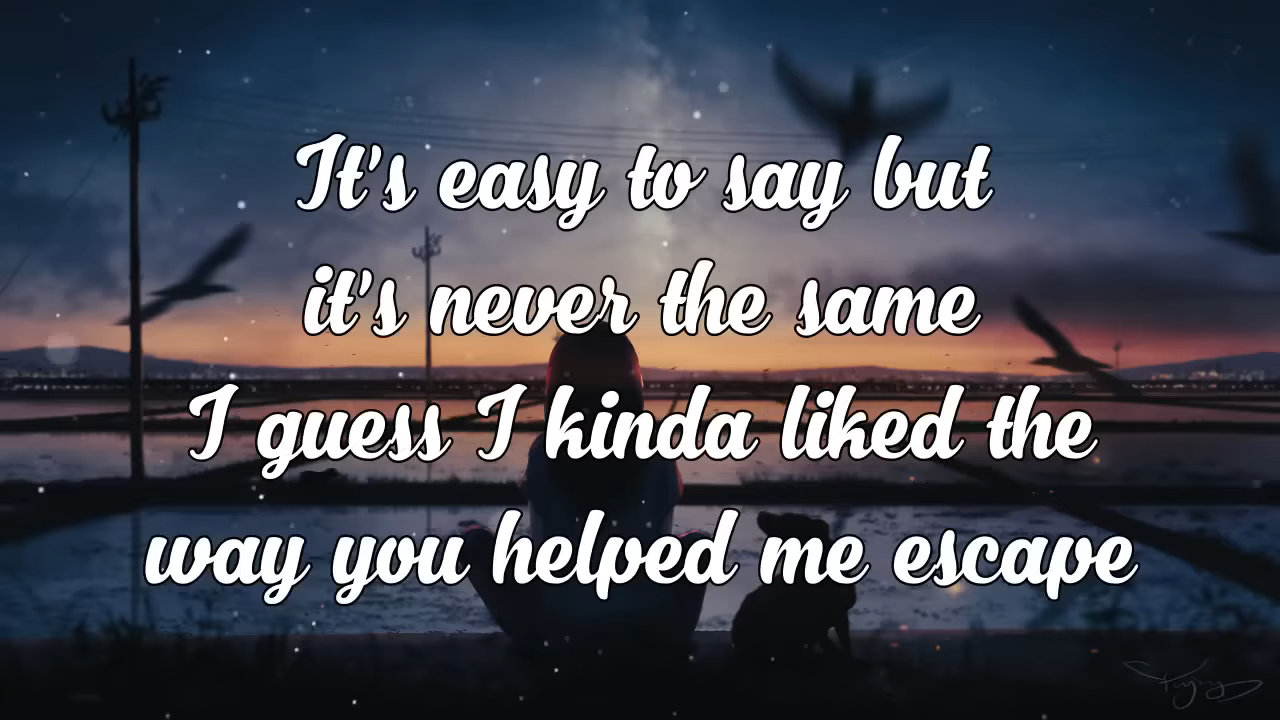 It's easy to say but
it's never the same
I guess I kinda liked the
way you helped me escape